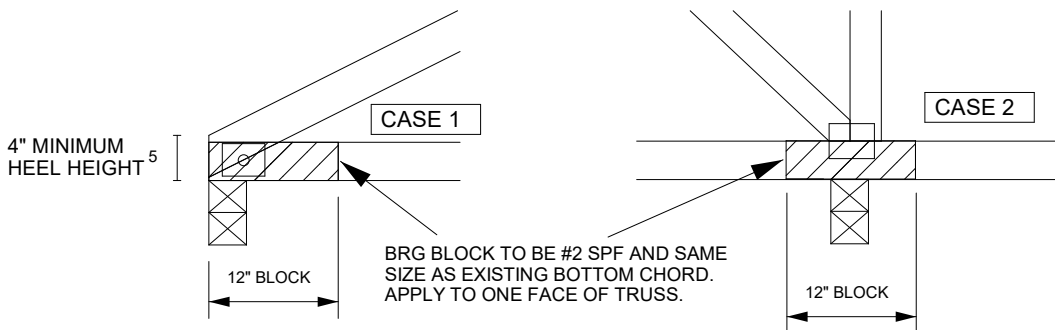 CASE 1
CASE 2
4" MINIMUM
HEEL HEIGHT 5
BRG BLOCK TO BE #2 SPF AND SAME
SIZE AS EXISTING BOTTOM CHORD.
APPLY TO ONE FACE OF TRUSS.
12" BLOCK
12" BLOCK